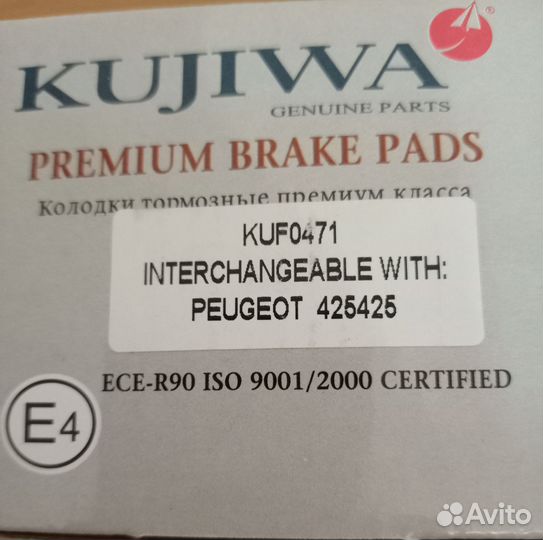 KUJIWA
GENUINE PARTS
PREMIUM BRAKE PADS
Колодки тормозные премиум класса
KUF0471
INTERCHANGEABLE WITH:
PEUGEOT 425425
ECE-R90 ISO 9001/2000 CERTIFIED
E4
Avito